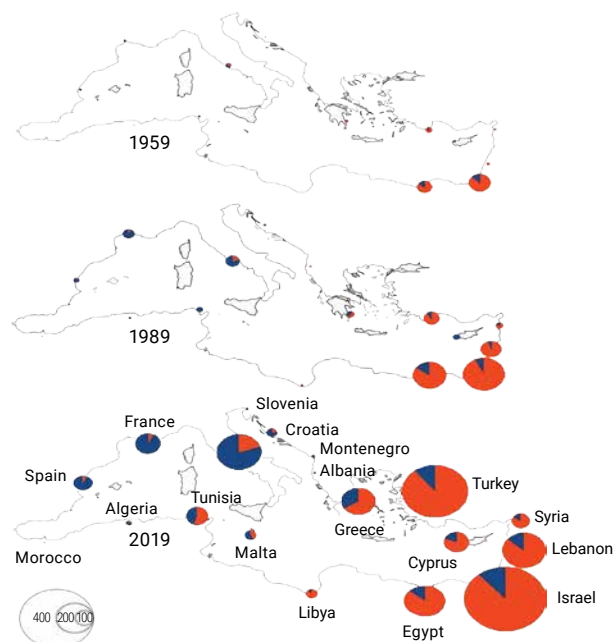 1959
1989
Slovenia
France
Croatia
Montenegro
Albania
Spain
Turkey
Algeria
Tunisia
Greece
Syria
2019
Malta
Cyprus
Lebanon
Morocco
Israel
Libya
Egypt
400 200 100